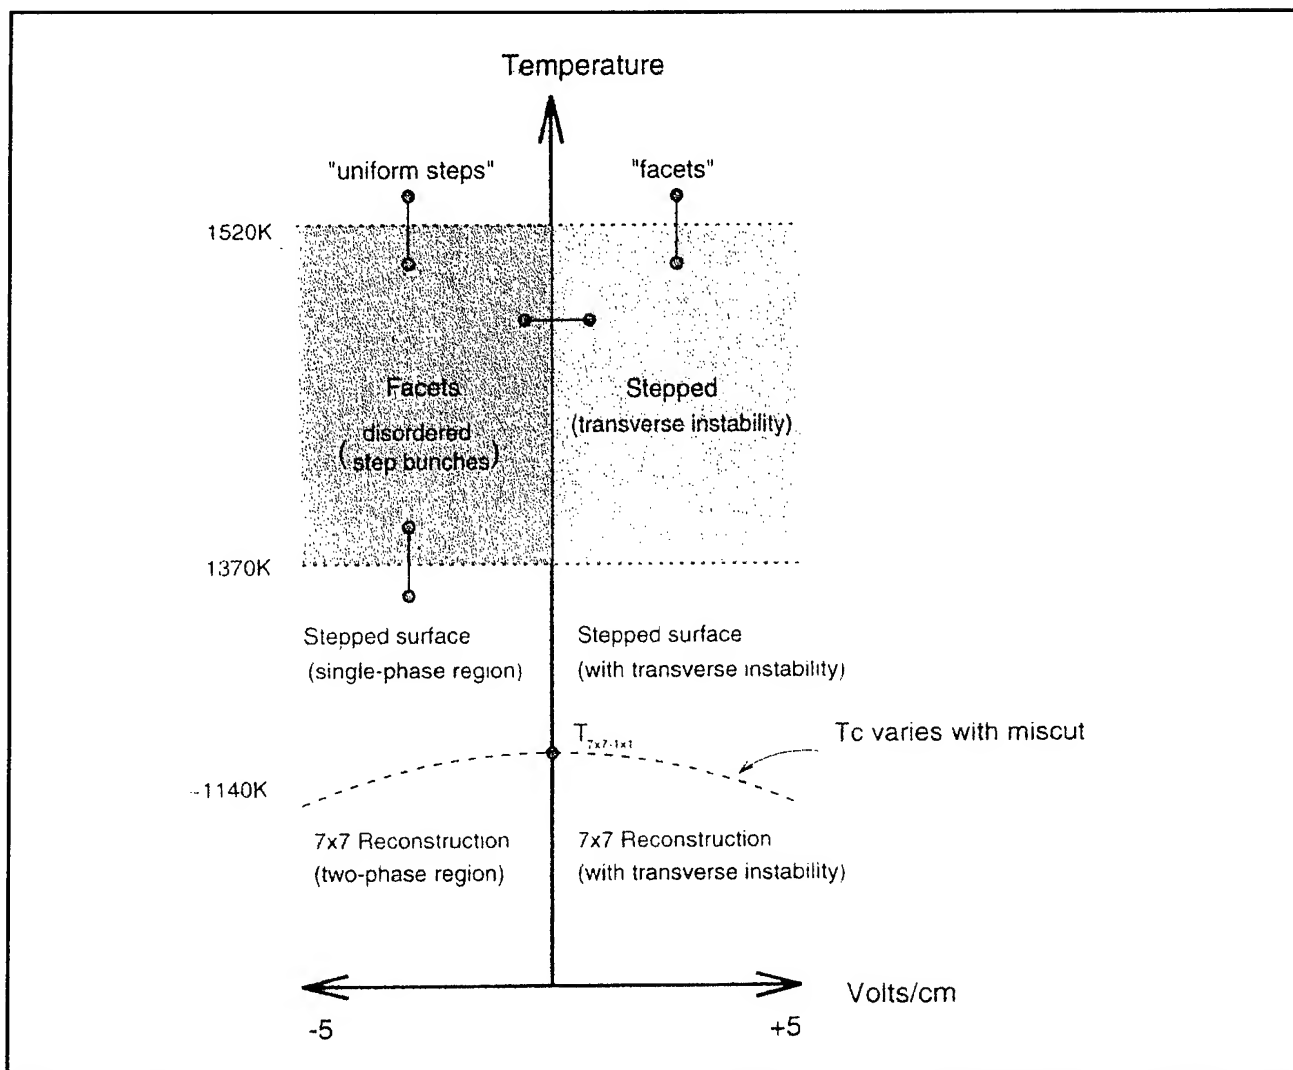 Temperature
"uniform steps" "facets"
1520K
Facets
(disordered
step bunches)
Stepped
(transverse instability)
1370K
Stepped surface
(single-phase region)
Stepped surface
(with transverse instability)
T7x7-1x1
Tc varies with miscut
~1140K
7x7 Reconstruction
(two-phase region)
7x7 Reconstruction
(with transverse instability)
Volts/cm
-5 +5